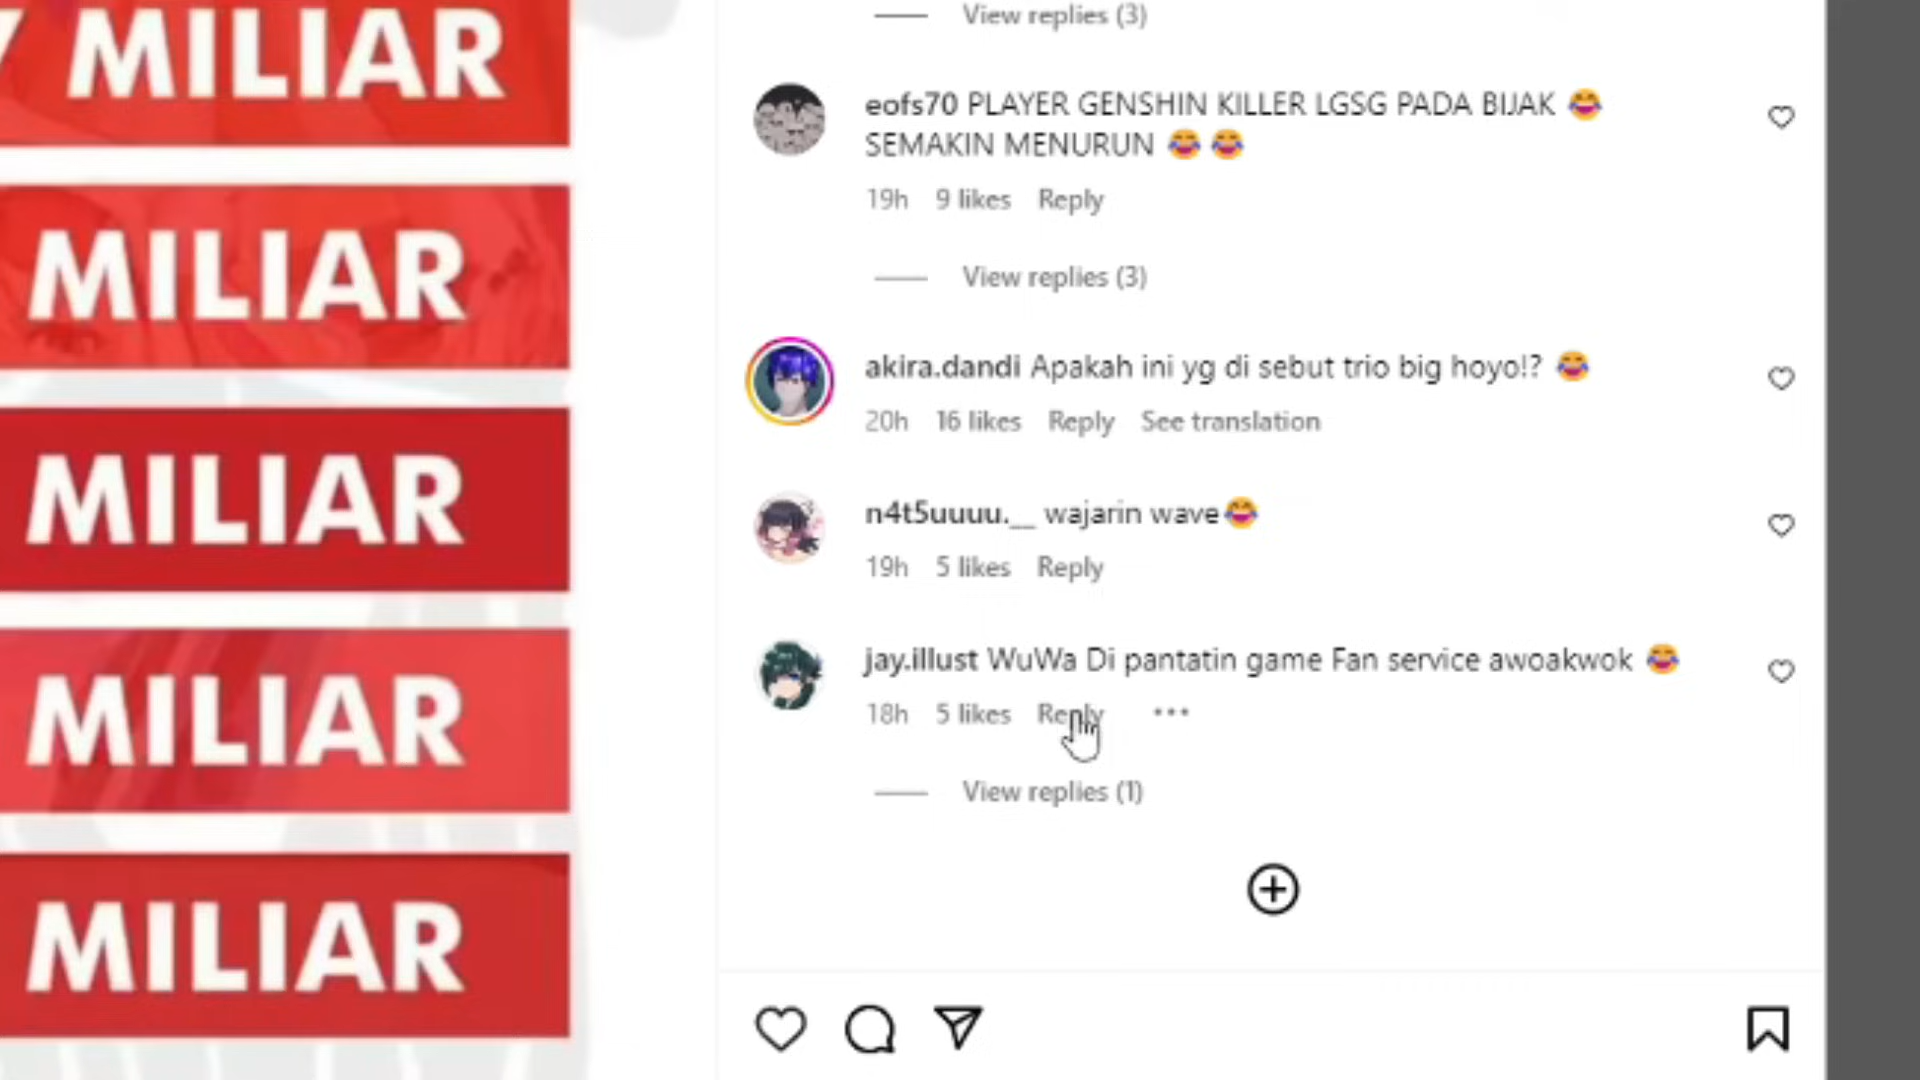 MILIAR
MILIAR
MILIAR
MILIAR
MILIAR
View replies (3)
eofs70 PLAYER GENSHIN KILLER LGSG PADA BIJAK 😂
SEMAKIN MENURUN 😂 😂
19h 9 likes Reply
View replies (3)
akira.dandi Apakah ini yg di sebut trio big hoyo!? 😂
20h 16 likes Reply See translation
n4t5uuuu.__ wajarin wave😂
19h 5 likes Reply
jay.illust WuWa Di pantatin game Fan service awoakwok 😂
18h 5 likes Reply •••
View replies (1)